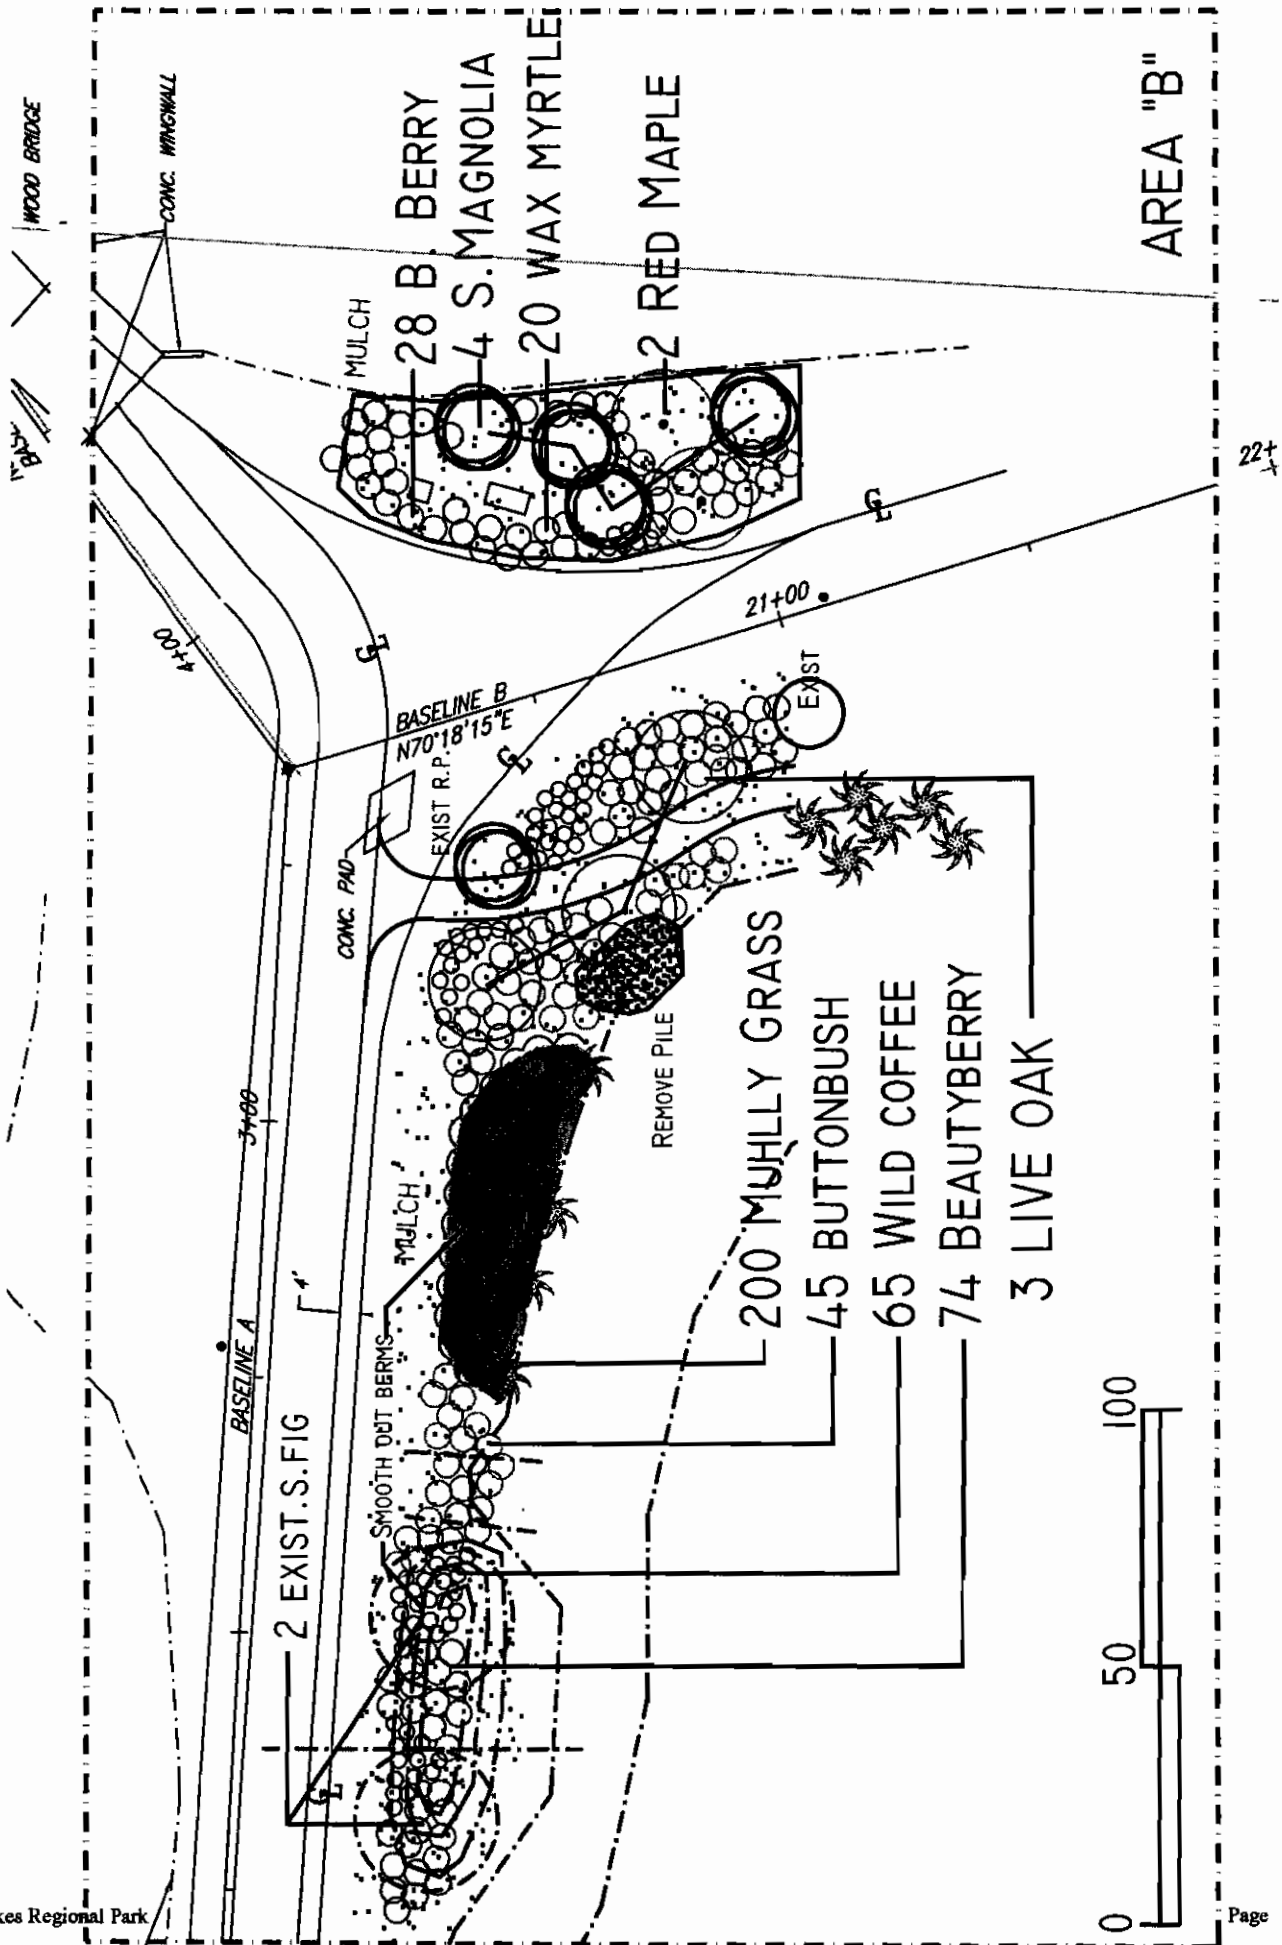 WOOD BRIDGE
CONC. WINGWALL
MULCH
28 B. BERRY
4 S. MAGNOLIA
20 WAX MYRTLE
2 RED MAPLE
AREA "B"
22+
4+00
BASELINE B
N70°18'15"E
21+00
EXIST
EXIST R.P.
CONC. PAD
3+00
BASELINE A
4'
MULCH
SMOOTH OUT BERMS
REMOVE PILE
2 EXIST.S.FIG
200 MUHLLY GRASS
45 BUTTONBUSH
65 WILD COFFEE
74 BEAUTYBERRY
3 LIVE OAK
0 50 100
Regional Park
Page